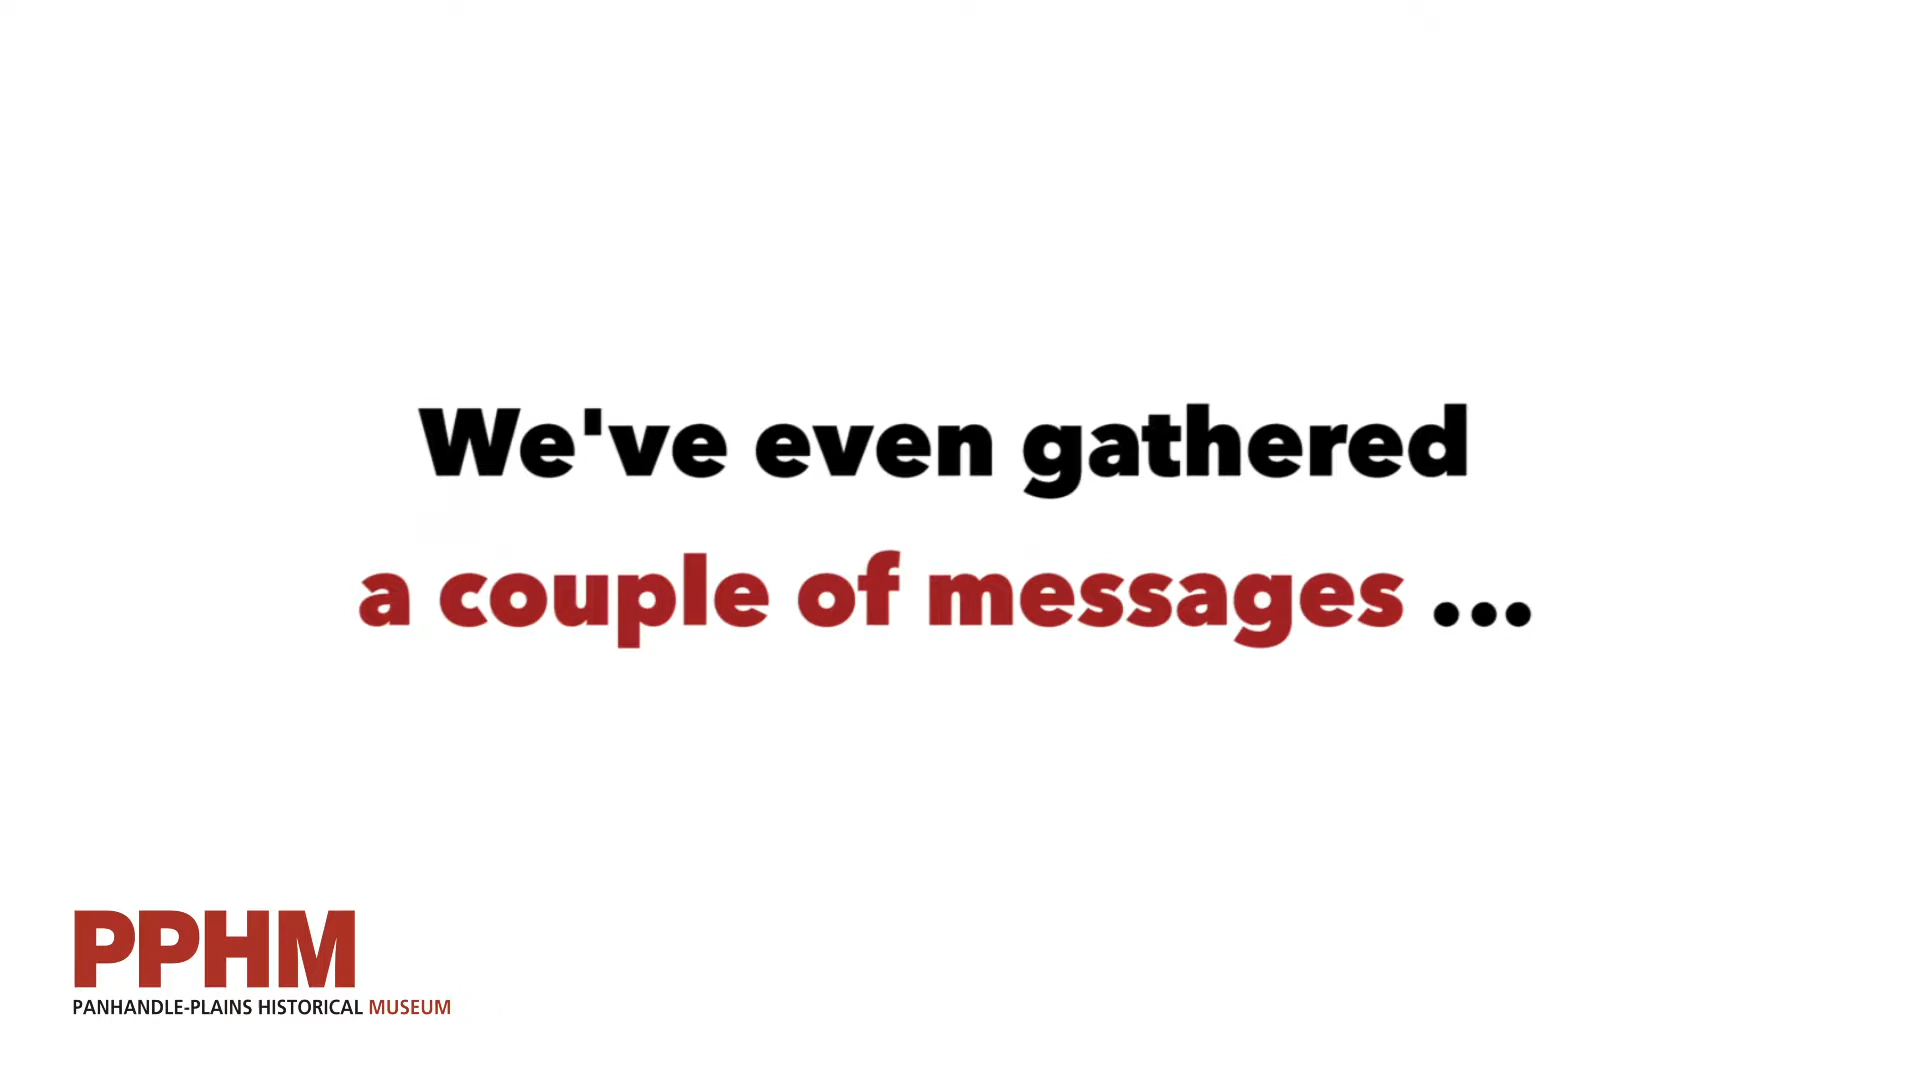 We've even gathered
a couple of messages ...
PPHM
PANHANDLE-PLAINS HISTORICAL MUSEUM